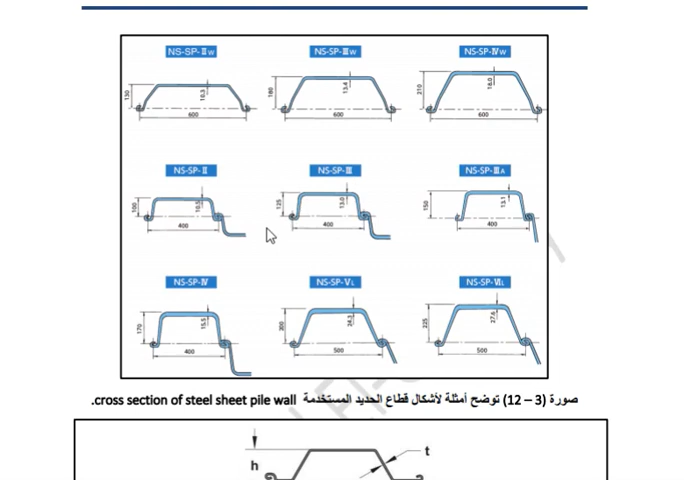 NS-SP-ⅡW NS-SP-ⅢW NS-SP-ⅣW
130 10.3 600 180 13.4 600 210 18.0 600
NS-SP-Ⅱ NS-SP-Ⅲ NS-SP-ⅢA
100 10.5 400 125 13.0 400 150 13.1 400
NS-SP-Ⅳ NS-SP-ⅤL NS-SP-ⅥL
170 15.5 400 200 24.3 500 225 27.6 500
صورة (3 – 12) توضح أمثلة لأشكال قطاع الحديد المستخدمة cross section of steel sheet pile wall.
h t